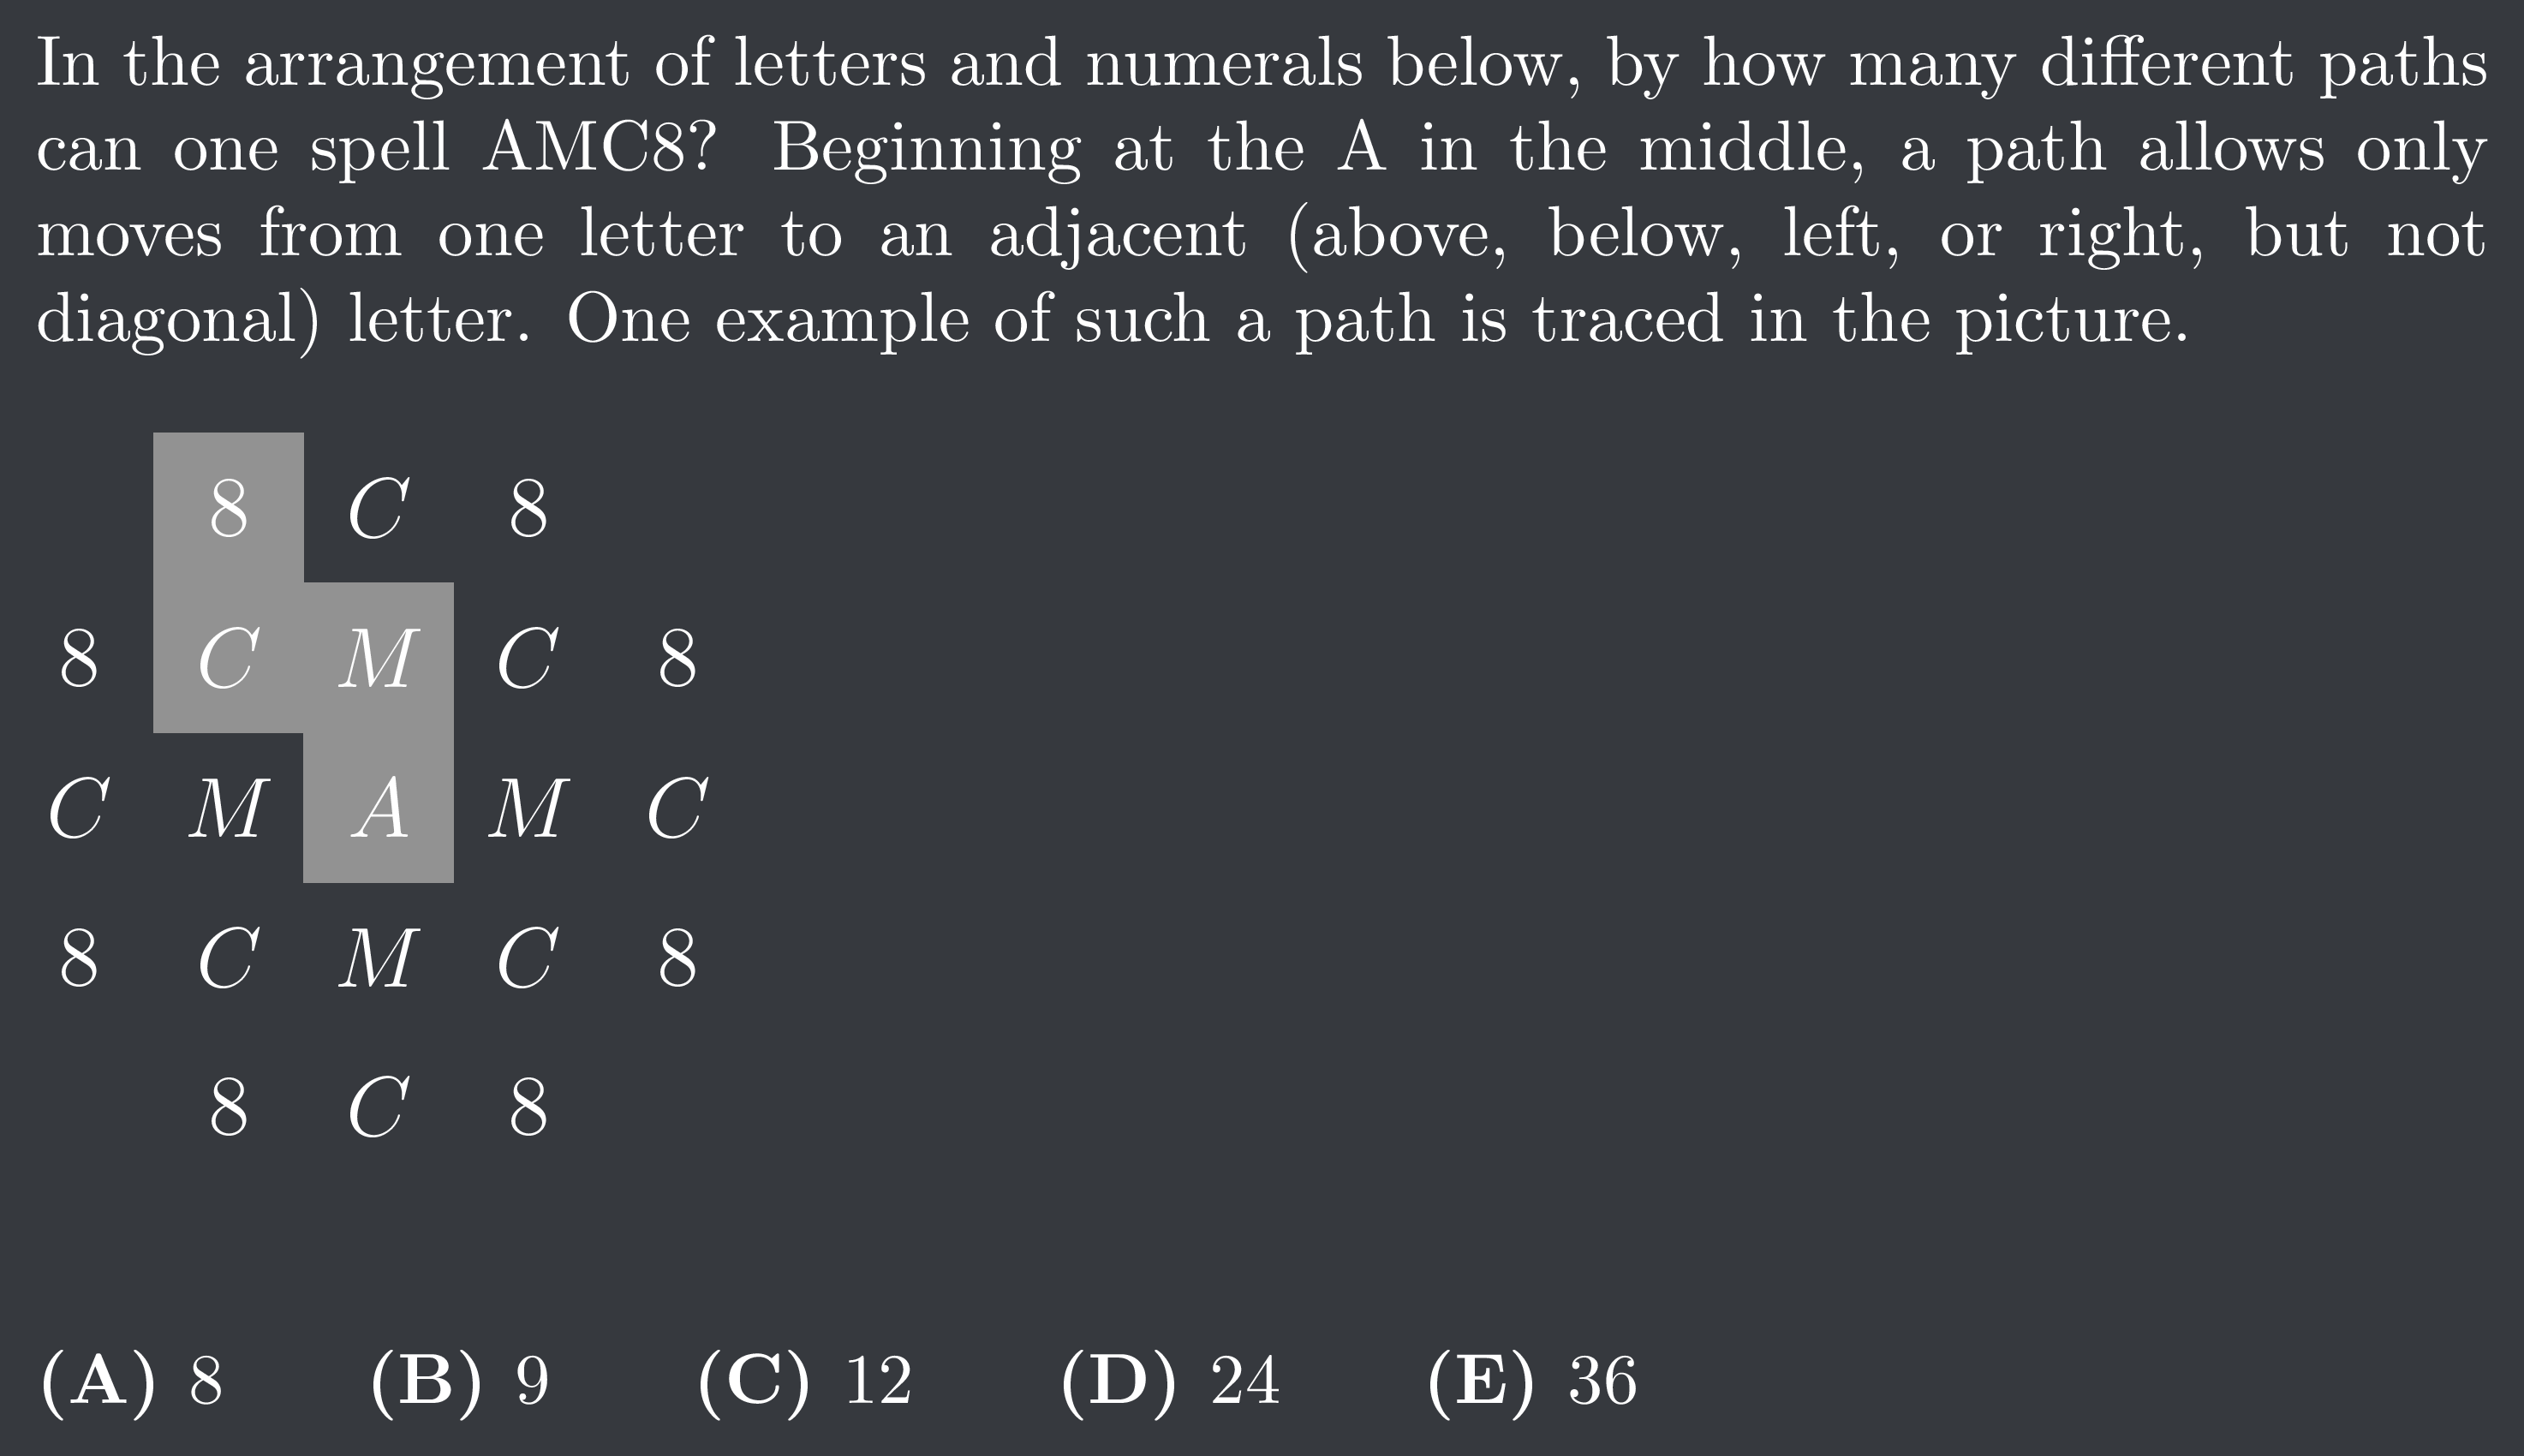 In the arrangement of letters and numerals below, by how many different paths
can one spell AMC8? Beginning at the A in the middle, a path allows only
moves from one letter to an adjacent (above, below, left, or right, but not
diagonal) letter. One example of such a path is traced in the picture.
8 C 8
8 C M C 8
C M A M C
8 C M C 8
8 C 8
(A) 8 (B) 9 (C) 12 (D) 24 (E) 36